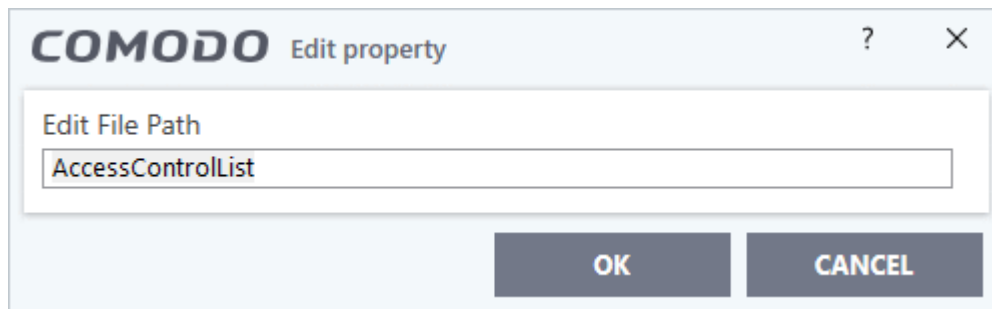 COMODO Edit property ?
Edit File Path
AccessControlList
OK CANCEL